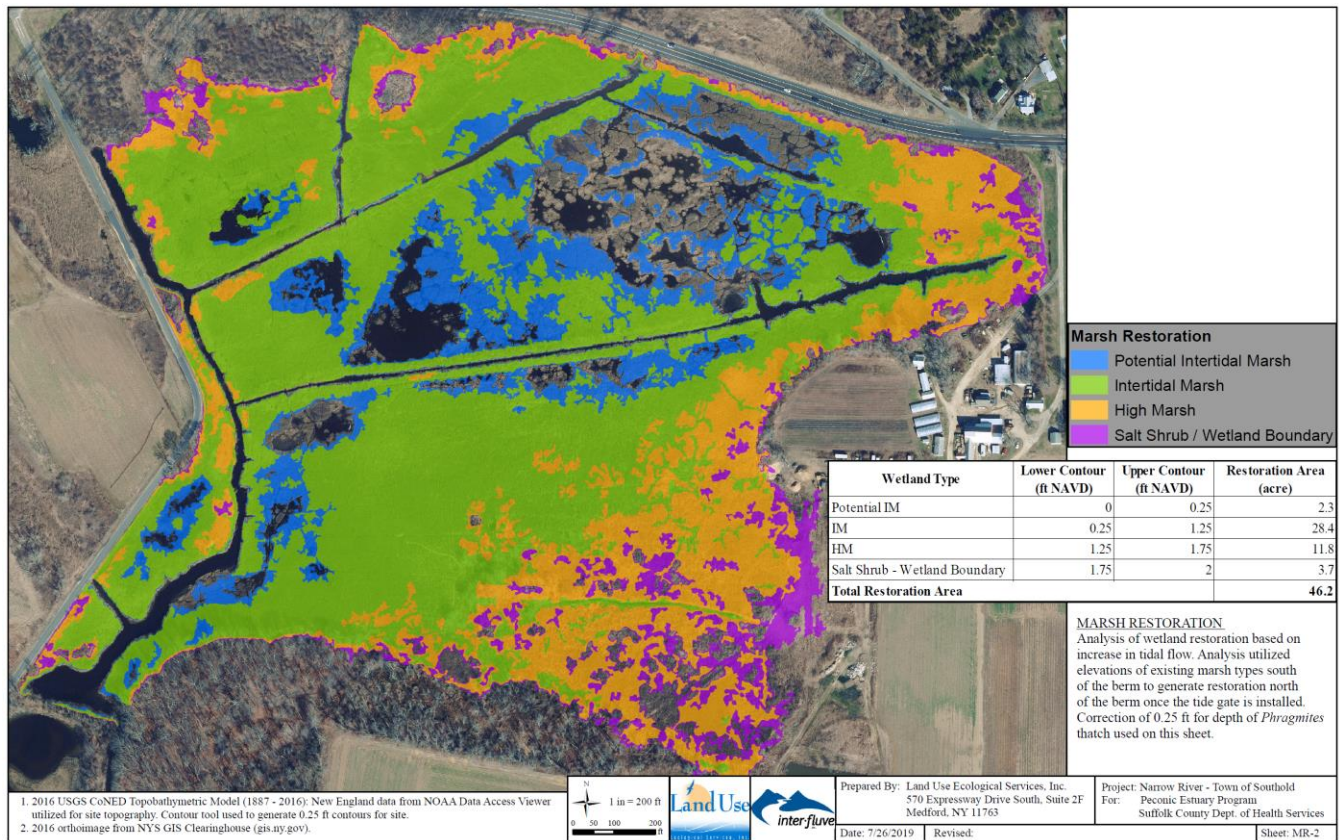 Marsh Restoration
Potential Intertidal Marsh
Intertidal Marsh
High Marsh
Salt Shrub / Wetland Boundary
Wetland Type Lower Contour (ft NAVD) Upper Contour (ft NAVD) Restoration Area (acre)
Potential IM 0 0.25 2.3
IM 0.25 1.25 28.4
HM 1.25 1.75 11.8
Salt Shrub - Wetland Boundary 1.75 2 3.7
Total Restoration Area 46.2
MARSH RESTORATION
Analysis of wetland restoration based on
increase in tidal flow. Analysis utilized
elevations of existing marsh types south
of the berm to generate restoration north
of the berm once the tide gate is installed.
Correction of 0.25 ft for depth of Phragmites
thatch used on this sheet.
1. 2016 USGS CoNED Topobathymetric Model (1887 - 2016): New England data from NOAA Data Access Viewer
utilized for site topography. Contour tool used to generate 0.25 ft contours for site.
2. 2016 orthoimage from NYS GIS Clearinghouse (gis.ny.gov).
N
1 in = 200 ft
0 50 100 200
ft
Land Use
Ecological Services, Inc.
inter-fluve
Prepared By: Land Use Ecological Services, Inc.
570 Expressway Drive South, Suite 2F
Medford, NY 11763
Date: 7/26/2019 Revised:
Project: Narrow River - Town of Southold
For: Peconic Estuary Program
Suffolk County Dept. of Health Services
Sheet: MR-2